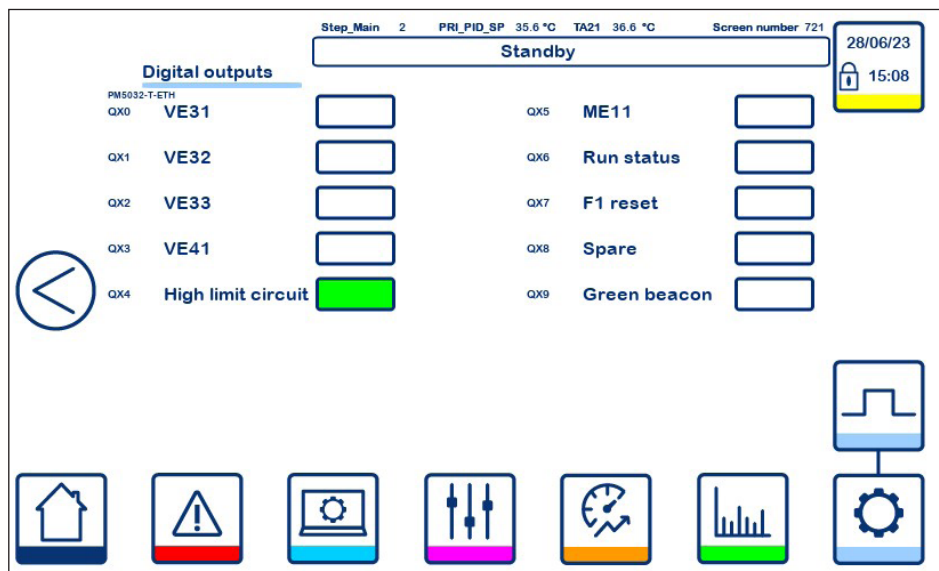 Step_Main 2 PRI_PID_SP 35.6 °C TA21 36.6 °C Screen number 721
Standby
28/06/23
15:08
Digital outputs
PM5032-T-ETH
QX0 VE31
QX1 VE32
QX2 VE33
QX3 VE41
QX4 High limit circuit
QX5 ME11
QX6 Run status
QX7 F1 reset
QX8 Spare
QX9 Green beacon